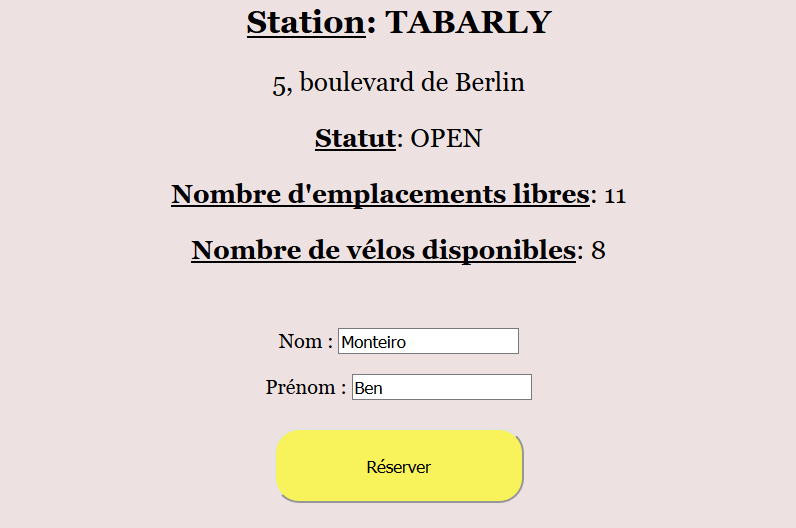 Station: TABARLY
5, boulevard de Berlin
Statut: OPEN
Nombre d'emplacements libres: 11
Nombre de vélos disponibles: 8
Nom : Monteiro
Prénom : Ben
Réserver